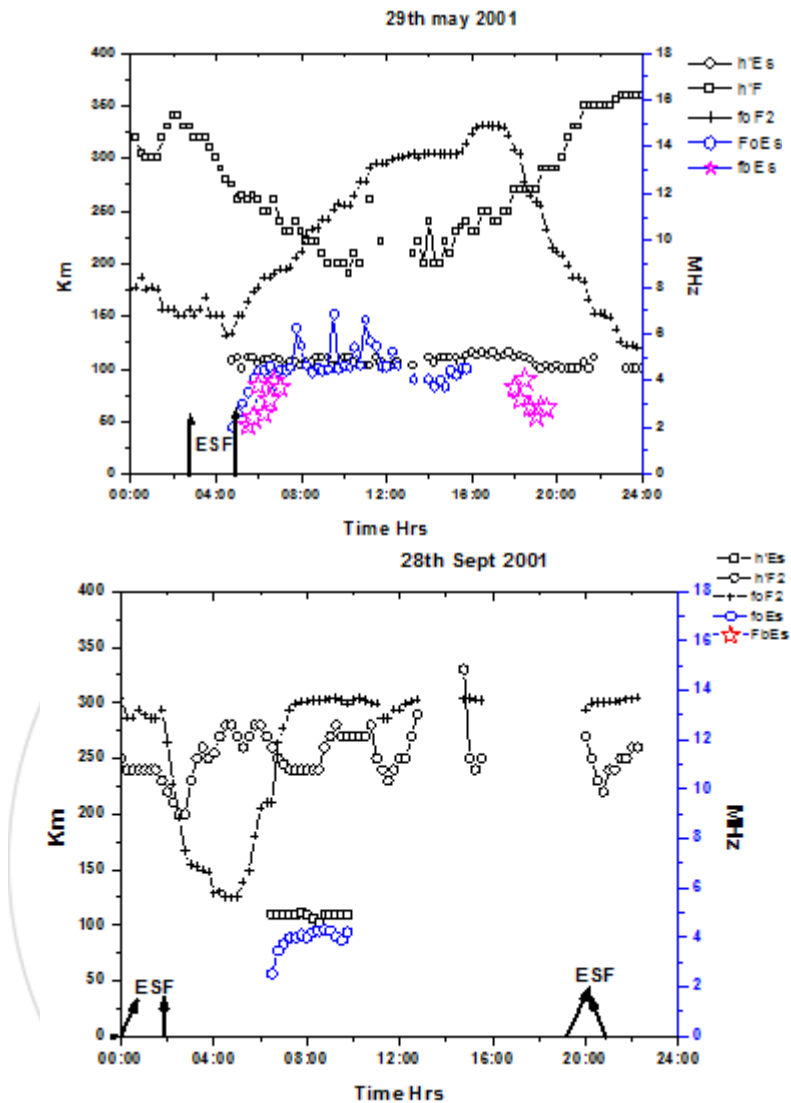 29th may 2001
400
350
300
250
200
150
100
50
0
Km
18
16
14
12
10
8
6
4
2
0
MHz
h'Es
h'F
foF2
FoEs
fbEs
ESF
00:00 04:00 08:00 12:00 16:00 20:00 24:00
Time Hrs
28th Sept 2001
400
350
300
250
200
150
100
50
0
Km
18
16
14
12
10
8
6
4
2
0
MHz
h'Es
h'F2
foF2
foEs
FbEs
ESF
ESF
00:00 04:00 08:00 12:00 16:00 20:00 24:00
Time Hrs